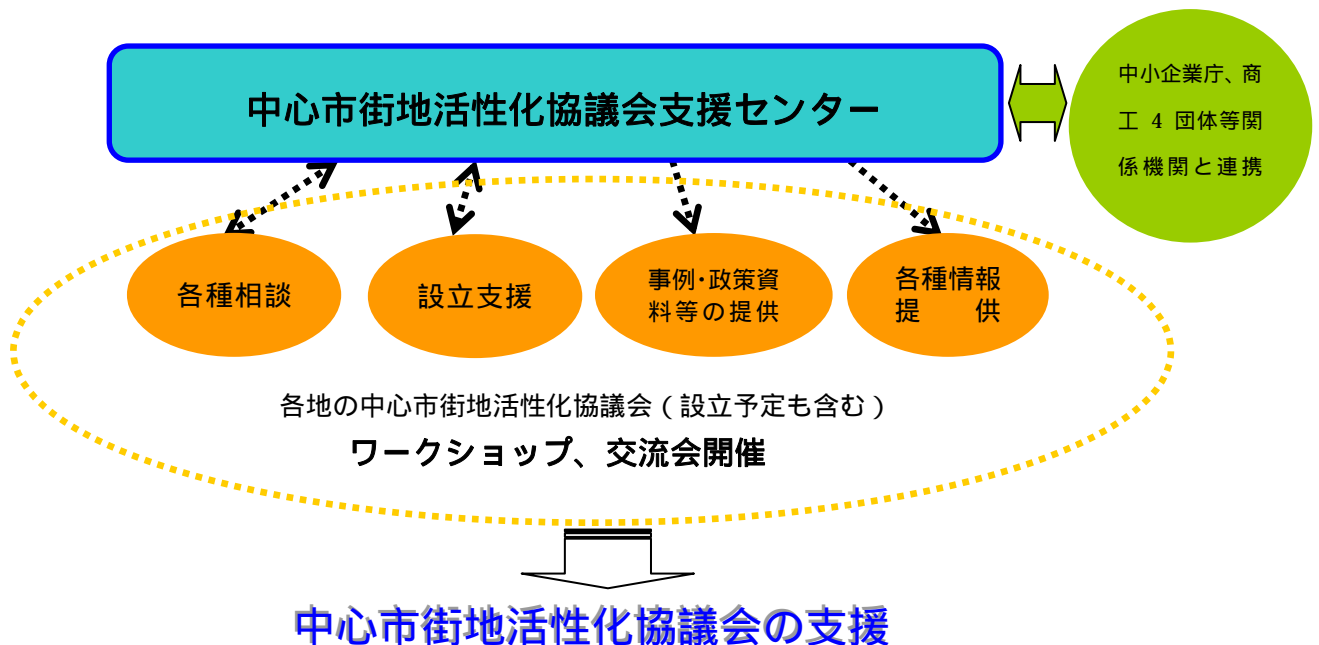 中心市街地活性化協議会支援センター
中小企業庁、商
工 4 団体等関
係機関と連携
各種相談
設立支援
事例・政策資
料等の提供
各種情報
提 供
各地の中心市街地活性化協議会(設立予定も含む)
ワークショップ、交流会開催
中心市街地活性化協議会の支援